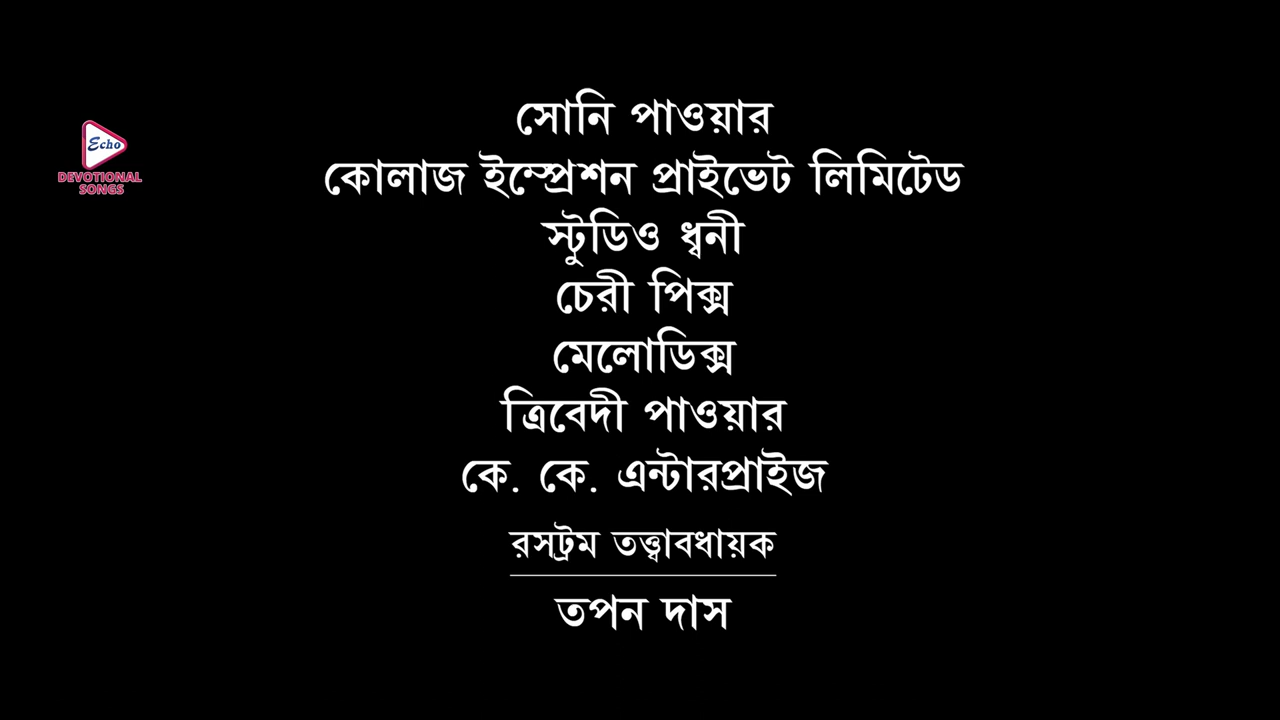 Echo
DEVOTIONAL
SONGS
সোনি পাওয়ার
কোলাজ ইম্প্রেশন প্রাইভেট লিমিটেড
স্টুডিও ধ্বনী
চেরী পিক্স
মেলোডিক্স
ত্রিবেদী পাওয়ার
কে. কে. এন্টারপ্রাইজ
রসট্রম তত্ত্বাবধায়ক
তপন দাস